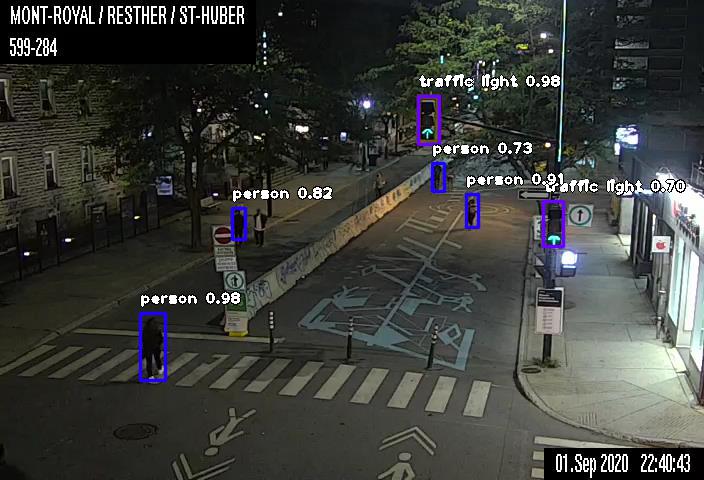 MONT-ROYAL / RESTHER / ST-HUBER
599-284
traffic light 0.98
person 0.73
person 0.91
traffic light 0.70
person 0.82
person 0.98
01.Sep 2020 22:40:43